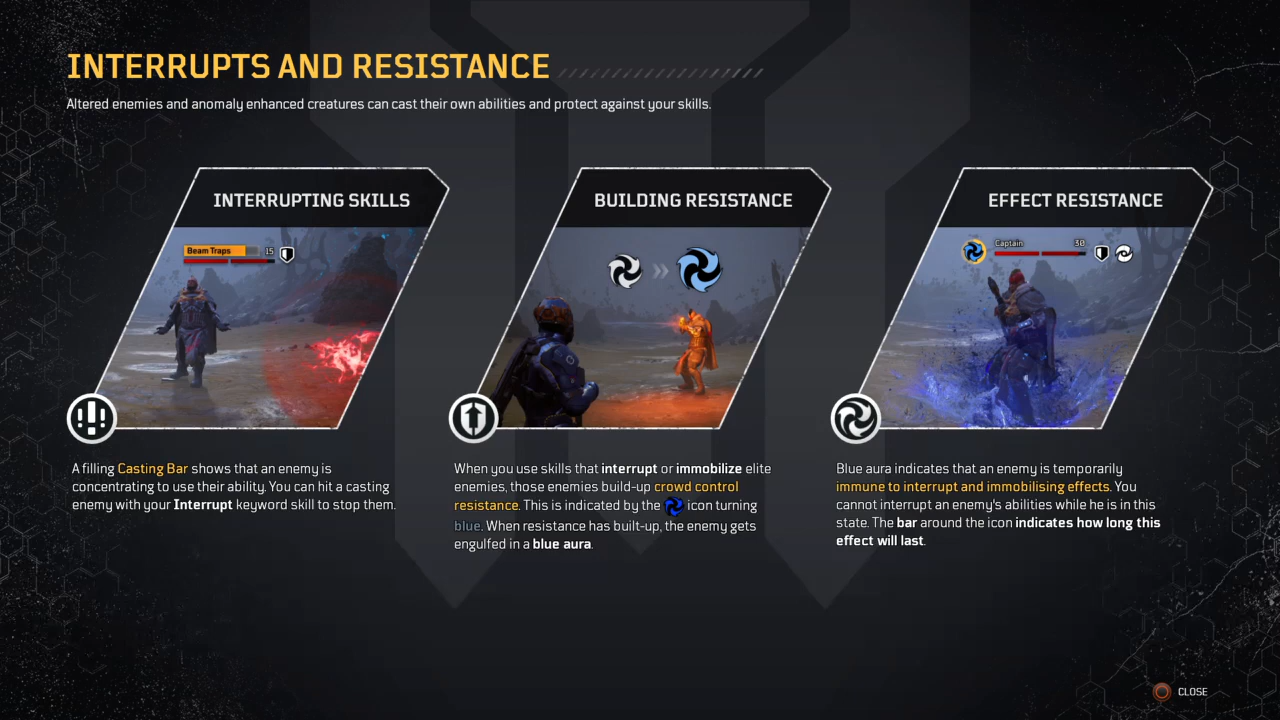 INTERRUPTS AND RESISTANCE
Altered enemies and anomaly enhanced creatures can cast their own abilities and protect against your skills.
INTERRUPTING SKILLS
Beam Traps 15
A filling Casting Bar shows that an enemy is
concentrating to use their ability. You can hit a casting
enemy with your Interrupt keyword skill to stop them.
BUILDING RESISTANCE
When you use skills that interrupt or immobilize elite
enemies, those enemies build-up crowd control
resistance. This is indicated by the icon turning
blue. When resistance has built-up, the enemy gets
engulfed in a blue aura.
EFFECT RESISTANCE
Captain 30
Blue aura indicates that an enemy is temporarily
immune to interrupt and immobilising effects. You
cannot interrupt an enemy's abilities while he is in this
state. The bar around the icon indicates how long this
effect will last.
CLOSE